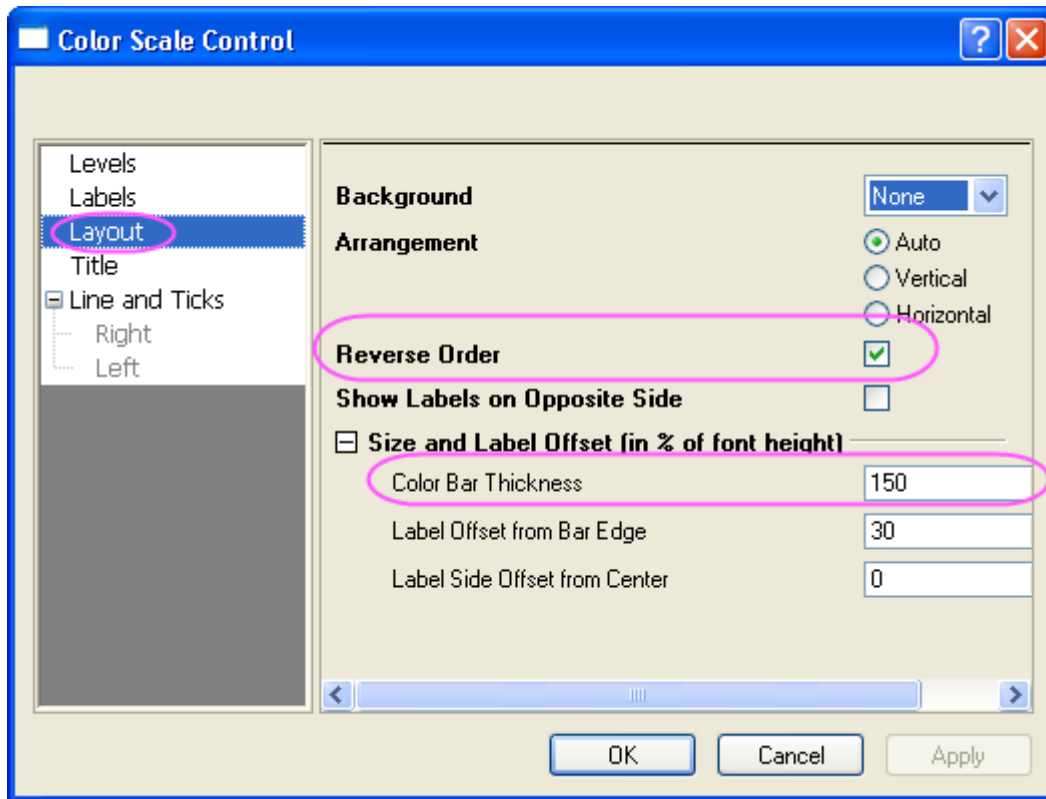 Color Scale Control
Levels
Labels
Layout
Title
Line and Ticks
Right
Left
Background
None
Arrangement
Auto
Vertical
Horizontal
Reverse Order
Show Labels on Opposite Side
Size and Label Offset (in % of font height)
Color Bar Thickness
150
Label Offset from Bar Edge
30
Label Side Offset from Center
0
OK
Cancel
Apply